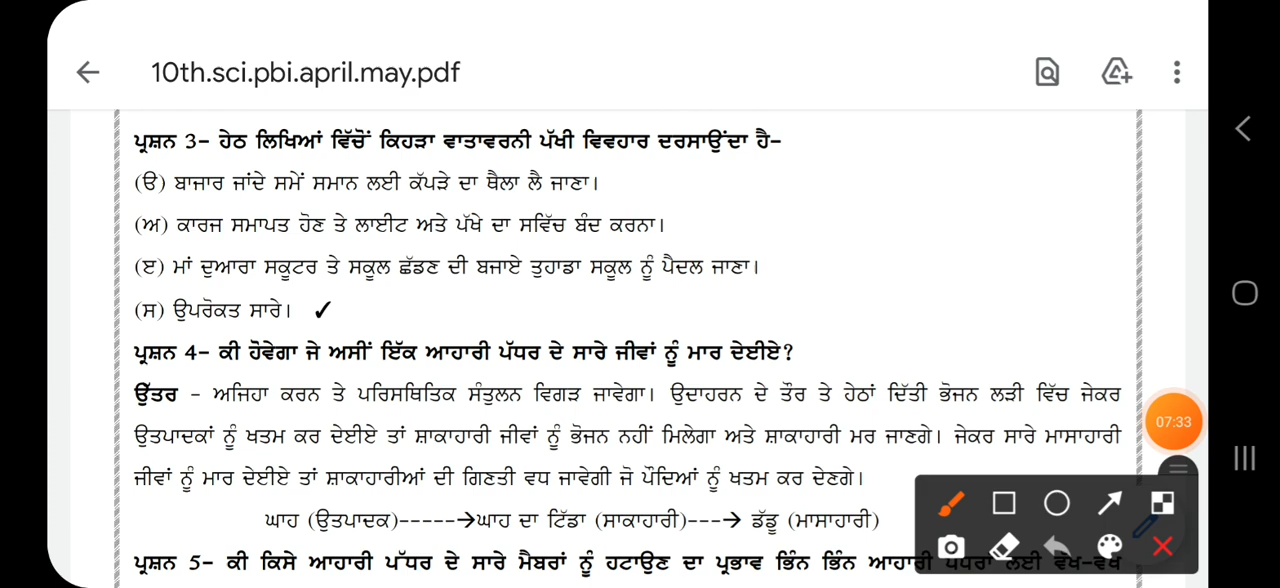 10th.sci.pbi.april.may.pdf
ਪ੍ਰਸ਼ਨ 3- ਹੇਠ ਲਿਖਿਆਂ ਵਿੱਚੋਂ ਕਿਹੜਾ ਵਾਤਾਵਰਨੀ ਪੱਖੀ ਵਿਵਹਾਰ ਦਰਸਾਉਂਦਾ ਹੈ-
(ੳ) ਬਾਜਾਰ ਜਾਂਦੇ ਸਮੇਂ ਸਮਾਨ ਲਈ ਕੱਪੜੇ ਦਾ ਥੈਲਾ ਲੈ ਜਾਣਾ।
(ਅ) ਕਾਰਜ ਸਮਾਪਤ ਹੋਣ ਤੇ ਲਾਈਟ ਅਤੇ ਪੱਖੇ ਦਾ ਸਵਿੱਚ ਬੰਦ ਕਰਨਾ।
(ੲ) ਮਾਂ ਦੁਆਰਾ ਸਕੂਟਰ ਤੇ ਸਕੂਲ ਛੱਡਣ ਦੀ ਬਜਾਏ ਤੁਹਾਡਾ ਸਕੂਲ ਨੂੰ ਪੈਦਲ ਜਾਣਾ।
(ਸ) ਉਪਰੋਕਤ ਸਾਰੇ। ✓
ਪ੍ਰਸ਼ਨ 4- ਕੀ ਹੋਵੇਗਾ ਜੇ ਅਸੀਂ ਇੱਕ ਆਹਾਰੀ ਪੱਧਰ ਦੇ ਸਾਰੇ ਜੀਵਾਂ ਨੂੰ ਮਾਰ ਦੇਈਏ?
ਉੱਤਰ - ਅਜਿਹਾ ਕਰਨ ਤੇ ਪਰਿਸਥਿਤਿਕ ਸੰਤੁਲਨ ਵਿਗੜ ਜਾਵੇਗਾ। ਉਦਾਹਰਨ ਦੇ ਤੌਰ ਤੇ ਹੇਠਾਂ ਦਿੱਤੀ ਭੋਜਨ ਲੜੀ ਵਿੱਚ ਜੇਕਰ
ਉਤਪਾਦਕਾਂ ਨੂੰ ਖਤਮ ਕਰ ਦੇਈਏ ਤਾਂ ਸ਼ਾਕਾਹਾਰੀ ਜੀਵਾਂ ਨੂੰ ਭੋਜਨ ਨਹੀਂ ਮਿਲੇਗਾ ਅਤੇ ਸ਼ਾਕਾਹਾਰੀ ਮਰ ਜਾਣਗੇ। ਜੇਕਰ ਸਾਰੇ ਮਾਸਾਹਾਰੀ
ਜੀਵਾਂ ਨੂੰ ਮਾਰ ਦੇਈਏ ਤਾਂ ਸ਼ਾਕਾਹਾਰੀਆਂ ਦੀ ਗਿਣਤੀ ਵਧ ਜਾਵੇਗੀ ਜੋ ਪੌਦਿਆਂ ਨੂੰ ਖਤਮ ਕਰ ਦੇਣਗੇ।
07:33
ਘਾਹ (ਉਤਪਾਦਕ)-----→ਘਾਹ ਦਾ ਟਿੱਡਾ (ਸਾਕਾਹਾਰੀ)---→ ਡੱਡੂ (ਮਾਸਾਹਾਰੀ)
ਪ੍ਰਸ਼ਨ 5- ਕੀ ਕਿਸੇ ਆਹਾਰੀ ਪੱਧਰ ਦੇ ਸਾਰੇ ਮੈਬਰਾਂ ਨੂੰ ਹਟਾਉਣ ਦਾ ਪ੍ਰਭਾਵ ਭਿੰਨ ਭਿੰਨ